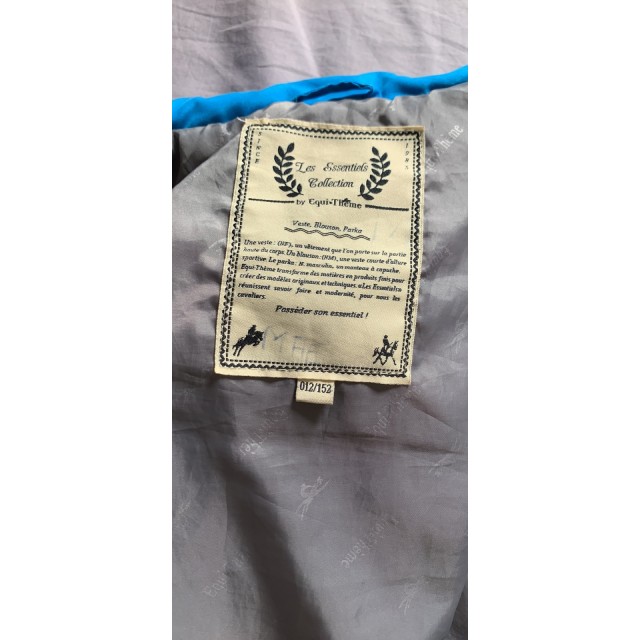 SINCE
Les Essentiels
Collection
by Equi-Thème
Veste, Blouson, Parka
Une veste : (NF), un vêtement que l'on porte sur la partie
haute du corps. Un blouson : (NM), une veste courte d'allure
sportive. Le parka : N. masculin, un manteau à capuche.
Equi-Thème transforme des matières en produits finis pour
créer des modèles originaux et techniques. «Les Essentiels»
réunissent savoir faire et modernité, pour nous les
cavaliers.
Posséder son essentiel !
012/152
Equi-Thème